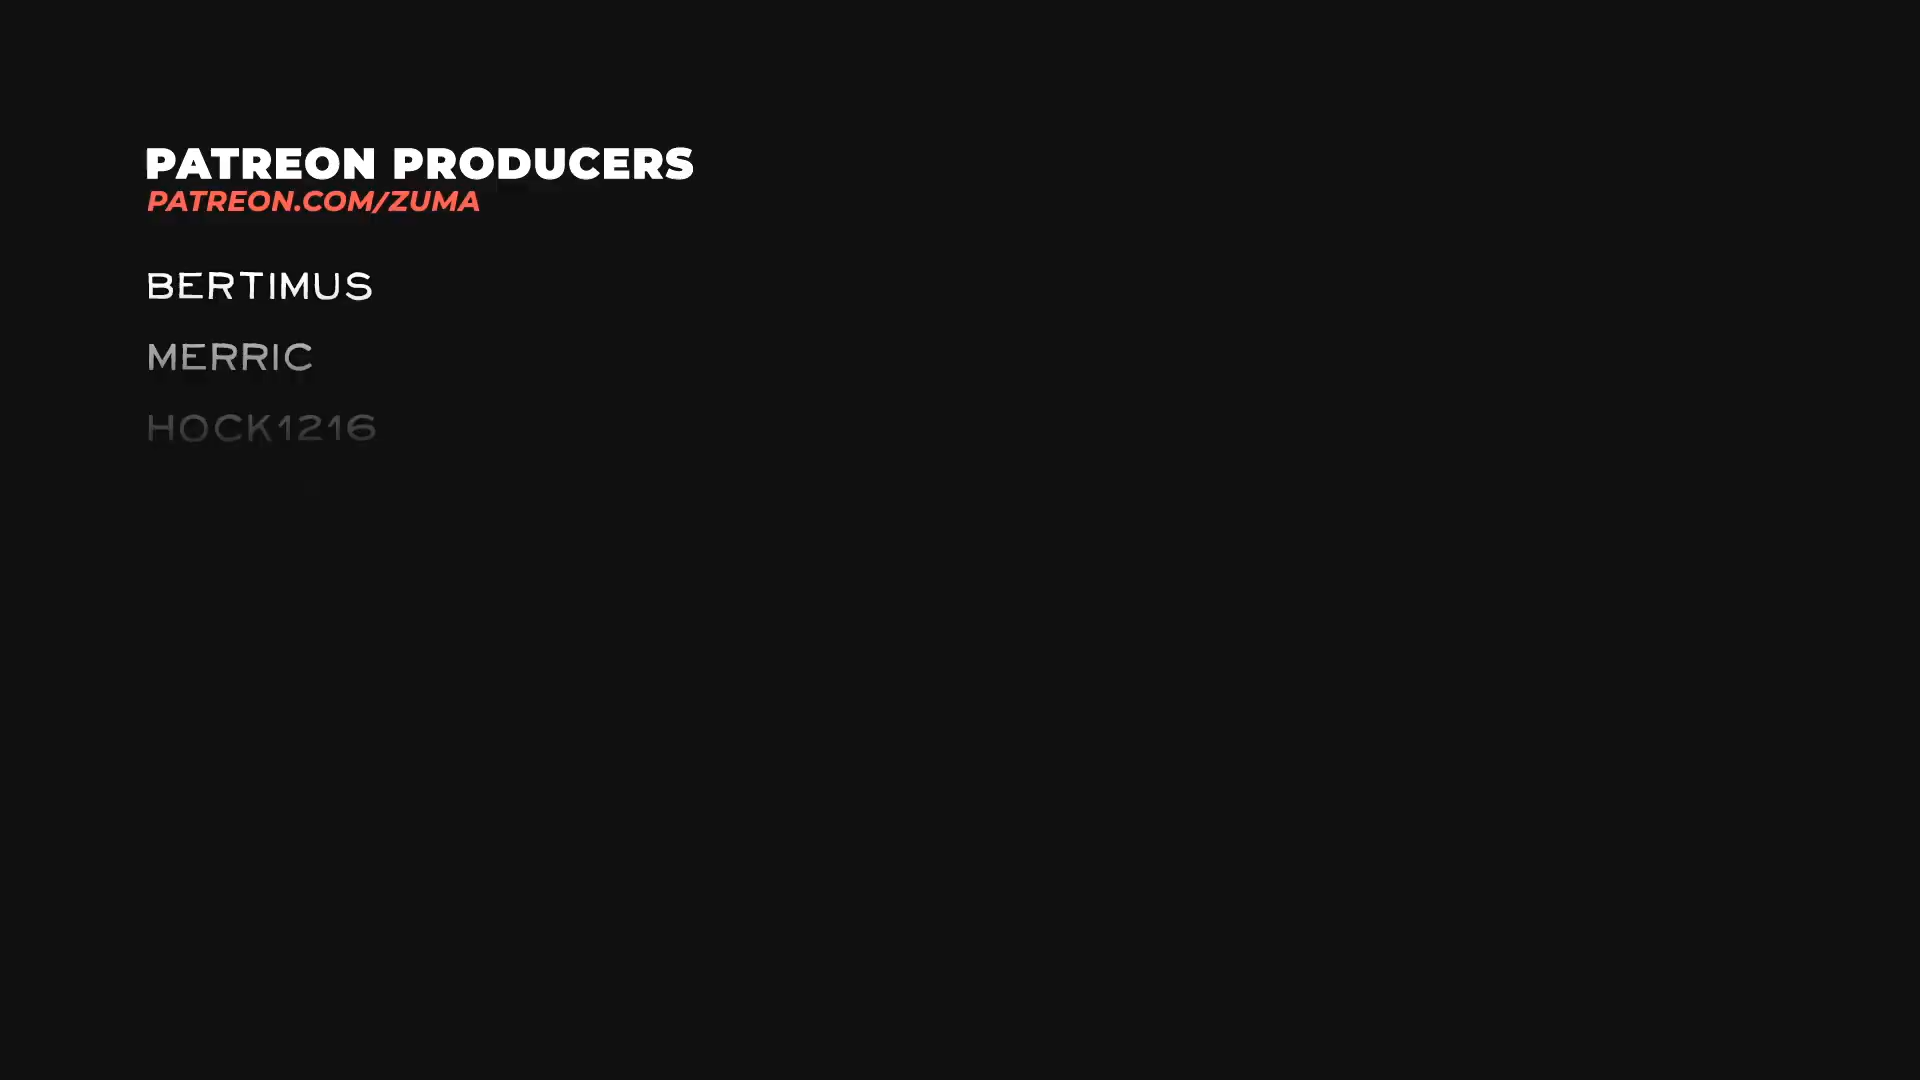 PATREON PRODUCERS
PATREON.COM/ZUMA
BERTIMUS
MERRIC
HOCK1216